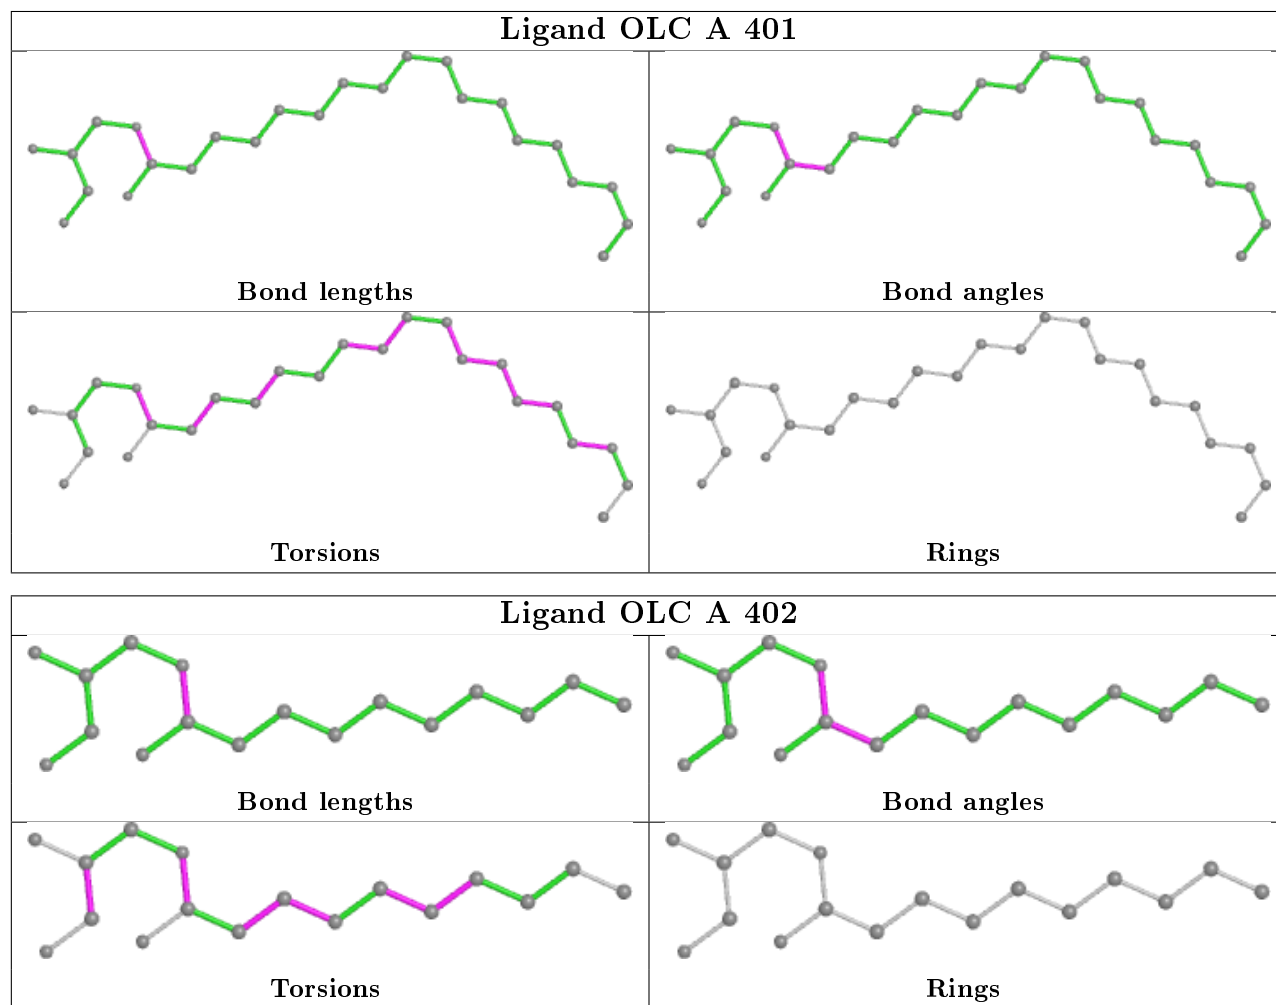 Ligand OLC A 401
Bond lengths
Bond angles
Torsions
Rings
Ligand OLC A 402
Bond lengths
Bond angles
Torsions
Rings